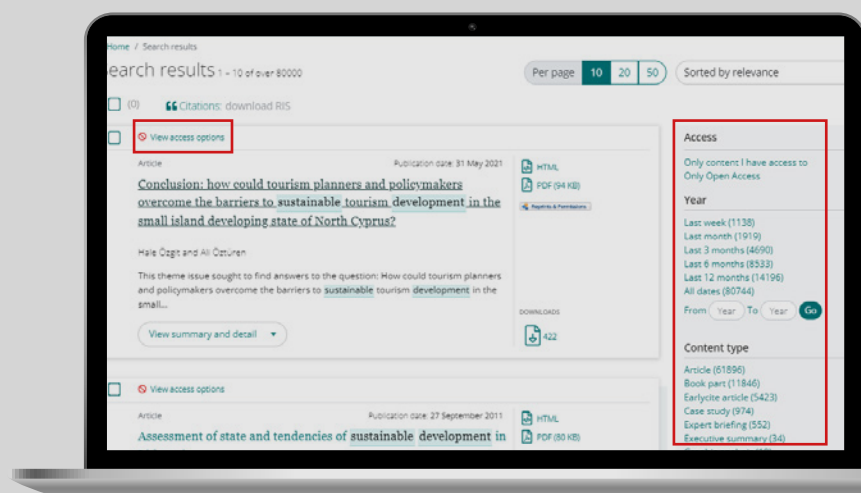 Home / Search results
earch results 1 – 10 of over 80000
Per page 10 20 50
Sorted by relevance
(0) Citations: download RIS
View access options
Article
Publication date: 31 May 2021
Conclusion: how could tourism planners and policymakers
overcome the barriers to sustainable tourism development in the
small island developing state of North Cyprus?
Hale Özgit and Ali Öztüren
This theme issue sought to find answers to the question: How could tourism planners
and policymakers overcome the barriers to sustainable tourism development in the
small...
View summary and detail
HTML
PDF (94 KB)
Reprints & Permissions
DOWNLOADS
422
View access options
Article
Publication date: 27 September 2011
Assessment of state and tendencies of sustainable development in
HTML
PDF (80 KB)
Access
Only content I have access to
Only Open Access
Year
Last week (1138)
Last month (1919)
Last 3 months (4690)
Last 6 months (8533)
Last 12 months (14196)
All dates (80744)
From Year To Year Go
Content type
Article (61896)
Book part (11846)
Earlycite article (5423)
Case study (974)
Expert briefing (552)
Executive summary (34)